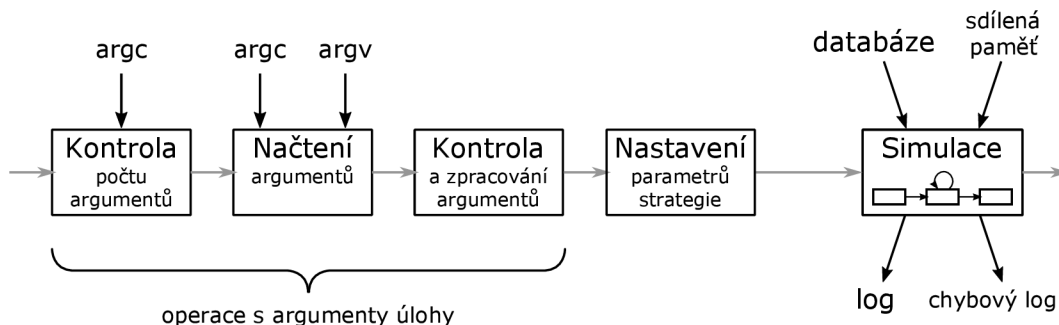 argc
argc
argv
databáze
sdílená
paměť
Kontrola
počtu
argumentů
Načtení
argumentů
Kontrola
a zpracování
argumentů
Nastavení
parametrů
strategie
Simulace
log
chybový log
operace s argumenty úlohy